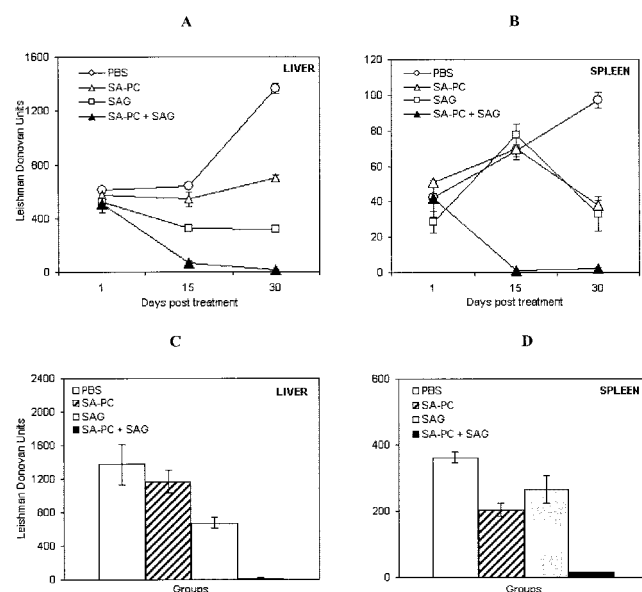 A
B
1600
1200
800
400
0
Leishman Donovan Units
PBS
SA-PC
SAG
SA-PC + SAG
LIVER
1
15
30
Days post treatment
120
100
80
60
40
20
0
PBS
SA-PC
SAG
SA-PC + SAG
SPLEEN
1
15
30
Days post treatment
C
D
2400
2000
1600
1200
800
400
0
Leishman Donovan Units
PBS
SA-PC
SAG
SA-PC + SAG
LIVER
Groups
600
400
200
0
PBS
SA-PC
SAG
SA-PC + SAG
SPLEEN
Groups